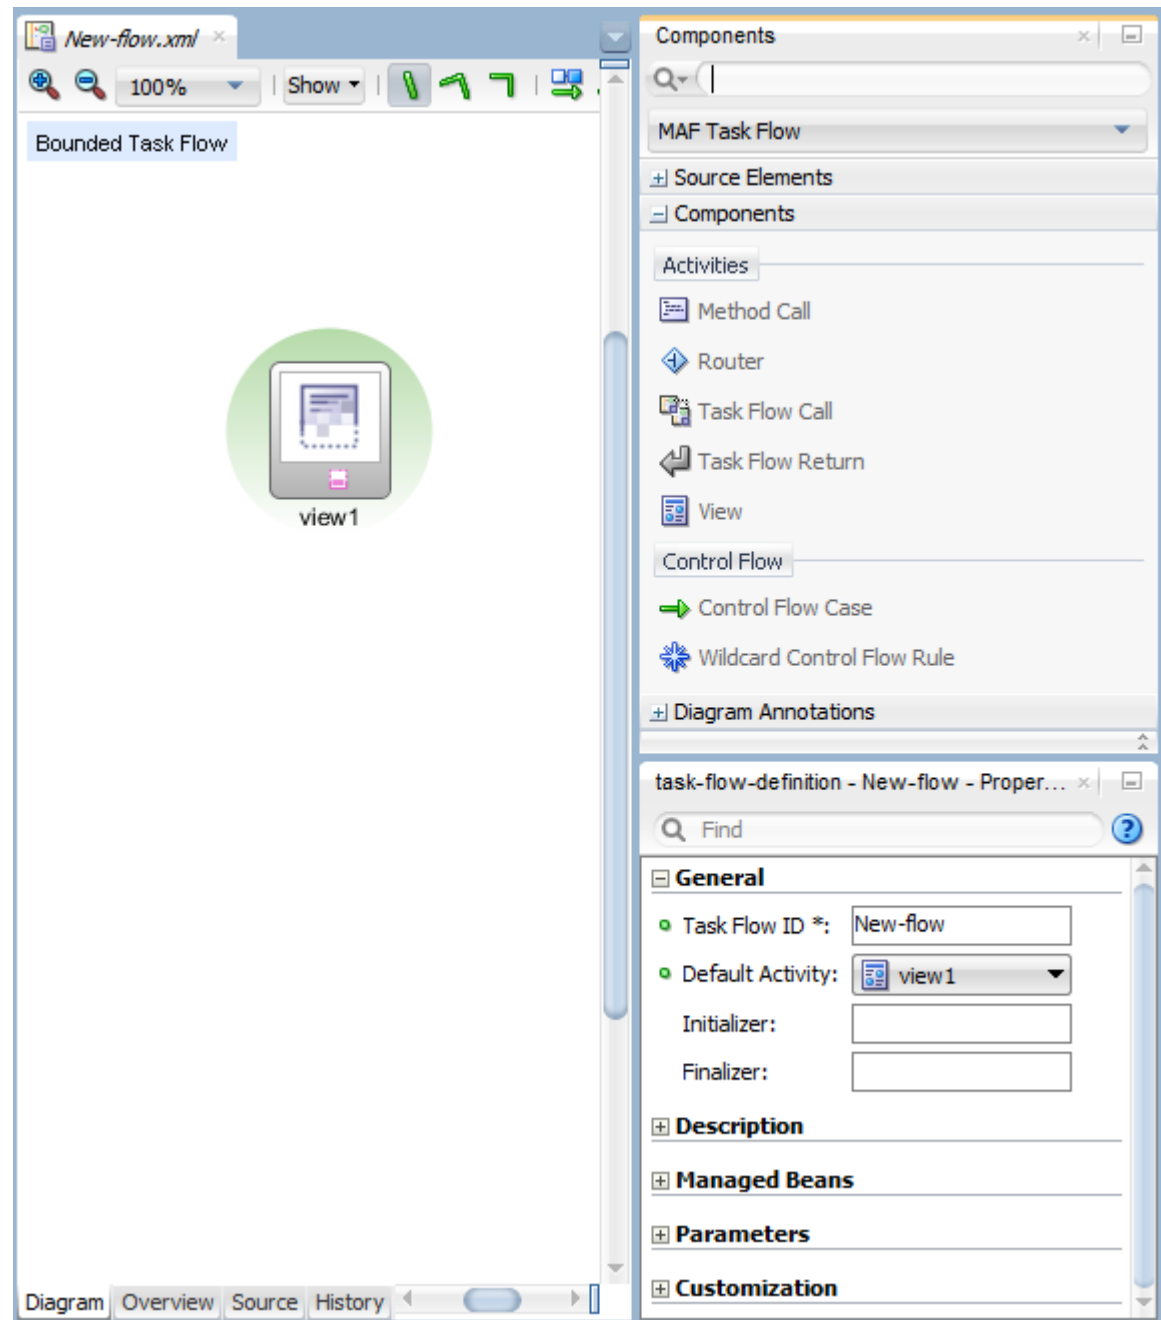 New-flow.xml
100%
Show
Bounded Task Flow
view1
Diagram Overview Source History
Components
MAF Task Flow
Source Elements
Components
Activities
Method Call
Router
Task Flow Call
Task Flow Return
View
Control Flow
Control Flow Case
Wildcard Control Flow Rule
Diagram Annotations
task-flow-definition - New-flow - Proper...
Find
General
Task Flow ID *: New-flow
Default Activity: view1
Initializer:
Finalizer:
Description
Managed Beans
Parameters
Customization